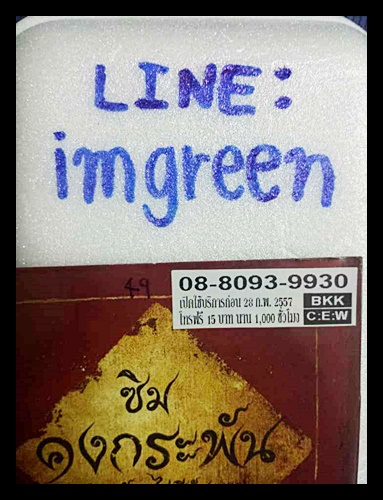 LINE:
imgreen
49
08-8093-9930
เปิดใช้บริการก่อน 28 ก.พ. 2557 BKK
โทรฟรี 15 บาท นาน 1,000 ชั่วโมง C:E:W
ซิม
คงกระพัน